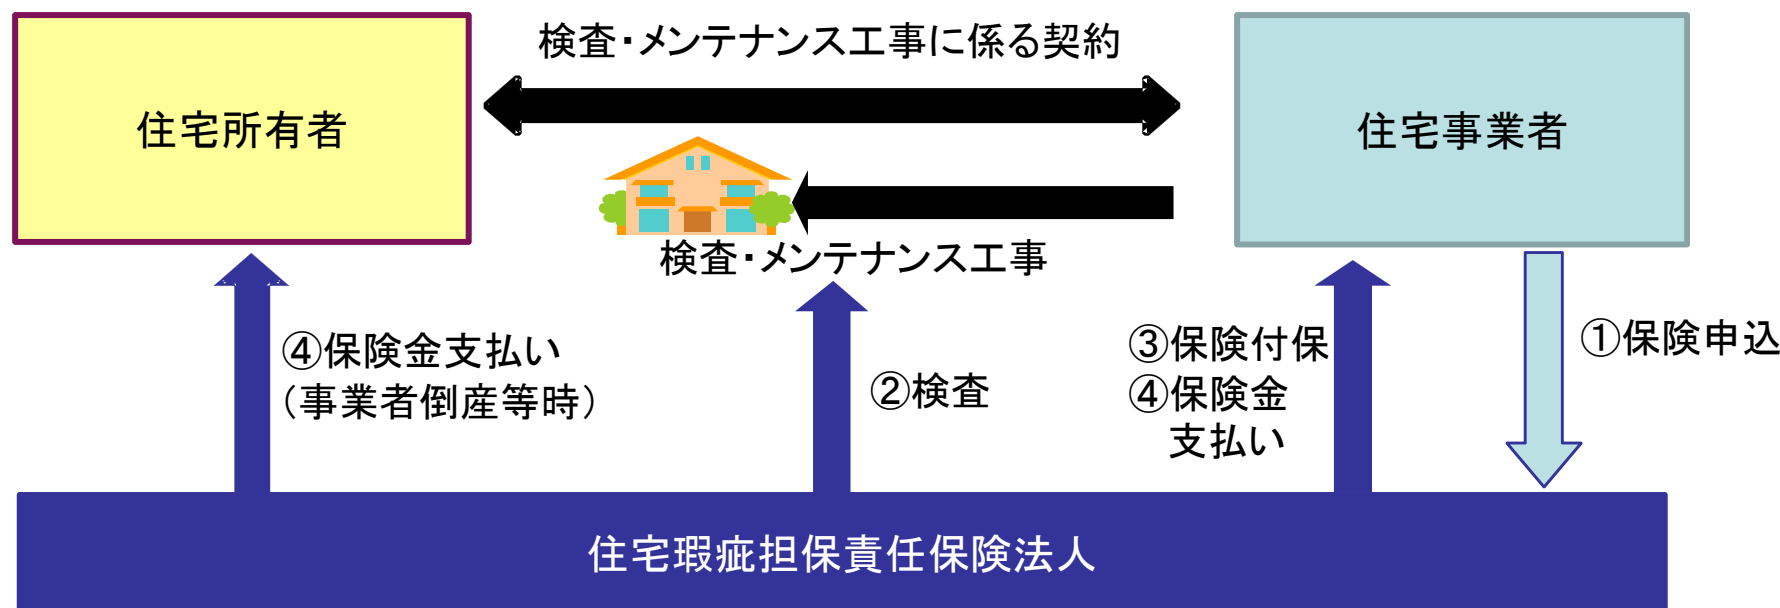 検査・メンテナンス工事に係る契約
住宅所有者
住宅事業者
検査・メンテナンス工事
④保険金支払い
（事業者倒産等時）
②検査
③保険付保
④保険金
支払い
①保険申込
住宅瑕疵担保責任保険法人